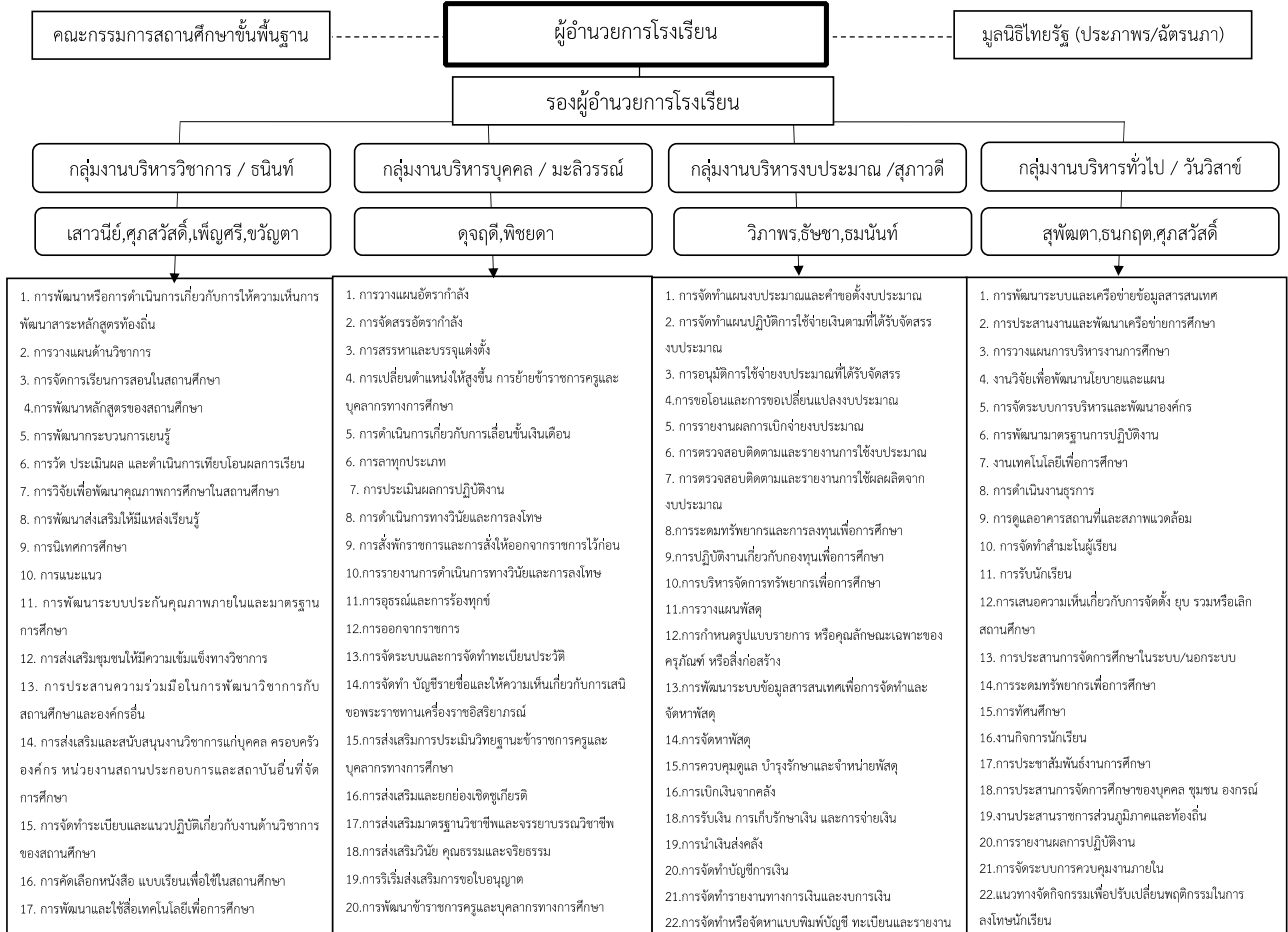 คณะกรรมการสถานศึกษาขั้นพื้นฐาน
ผู้อำนวยการโรงเรียน
มูลนิธิไทยรัฐ (ประภาพร/ฉัตรนภา)
รองผู้อำนวยการโรงเรียน
กลุ่มงานบริหารวิชาการ / ธนินท์
กลุ่มงานบริหารบุคคล / มะลิวรรณ์
กลุ่มงานบริหารงบประมาณ /สุภาวดี
กลุ่มงานบริหารทั่วไป / วันวิสาข์
เสาวนีย์,ศุภสวัสดิ์,เพ็ญศรี,ขวัญตา
ดุจฤดี,พิชยดา
วิภาพร,ธัษชา,ธมนันท์
สุพัฒตา,ธนกฤต,ศุภสวัสดิ์
1. การพัฒนาหรือการดำเนินการเกี่ยวกับการให้ความเห็นการ
พัฒนาสาระหลักสูตรท้องถิ่น
2. การวางแผนด้านวิชาการ
3. การจัดการเรียนการสอนในสถานศึกษา
4.การพัฒนาหลักสูตรของสถานศึกษา
5. การพัฒนากระบวนการเยนรู้
6. การวัด ประเมินผล และดำเนินการเทียบโอนผลการเรียน
7. การวิจัยเพื่อพัฒนาคุณภาพการศึกษาในสถานศึกษา
8. การพัฒนาส่งเสริมให้มีแหล่งเรียนรู้
9. การนิเทศการศึกษา
10. การแนะแนว
11. การพัฒนาระบบประกันคุณภาพภายในและมาตรฐาน
การศึกษา
12. การส่งเสริมชุมชนให้มีความเข้มแข็งทางวิชาการ
13. การประสานความร่วมมือในการพัฒนาวิชาการกับ
สถานศึกษาและองค์กรอื่น
14. การส่งเสริมและสนับสนุนงานวิชาการแก่บุคคล ครอบครัว
องค์กร หน่วยงานสถานประกอบการและสถาบันอื่นที่จัด
การศึกษา
15. การจัดทำระเบียบและแนวปฏิบัติเกี่ยวกับงานด้านวิชาการ
ของสถานศึกษา
16. การคัดเลือกหนังสือ แบบเรียนเพื่อใช้ในสถานศึกษา
17. การพัฒนาและใช้สื่อเทคโนโลยีเพื่อการศึกษา
1. การวางแผนอัตรากำลัง
2. การจัดสรรอัตรากำลัง
3. การสรรหาและบรรจุแต่งตั้ง
4. การเปลี่ยนตำแหน่งให้สูงขึ้น การย้ายข้าราชการครูและ
บุคลากรทางการศึกษา
5. การดำเนินการเกี่ยวกับการเลื่อนขั้นเงินเดือน
6. การลาทุกประเภท
7. การประเมินผลการปฏิบัติงาน
8. การดำเนินการทางวินัยและการลงโทษ
9. การสั่งพักราชการและการสั่งให้ออกจากราชการไว้ก่อน
10.การรายงานการดำเนินการทางวินัยและการลงโทษ
11.การอุธรณ์และการร้องทุกข์
12.การออกจากราชการ
13.การจัดระบบและการจัดทำทะเบียนประวัติ
14.การจัดทำ บัญชีรายชื่อและให้ความเห็นเกี่ยวกับการเสนิ
ขอพระราชทานเครื่องราชอิสริยาภรณ์
15.การส่งเสริมการประเมินวิทยฐานะข้าราชการครูและ
บุคลากรทางการศึกษา
16.การส่งเสริมและยกย่องเชิดชูเกียรติ
17.การส่งเสริมมาตรฐานวิชาชีพและจรรยาบรรณวิชาชีพ
18.การส่งเสริมวินัย คุณธรรมและจริยธรรม
19.การริเริ่มส่งเสริมการขอใบอนุญาต
20.การพัฒนาข้าราชการครูและบุคลากรทางการศึกษา
1. การจัดทำแผนงบประมาณและคำขอตั้งงบประมาณ
2. การจัดทำแผนปฏิบัติการใช้จ่ายเงินตามที่ได้รับจัดสรร
งบประมาณ
3. การอนุมัติการใช้จ่ายงบประมาณที่ได้รับจัดสรร
4.การขอโอนและการขอเปลี่ยนแปลงงบประมาณ
5. การรายงานผลการเบิกจ่ายงบประมาณ
6. การตรวจสอบติดตามและรายงานการใช้งบประมาณ
7. การตรวจสอบติดตามและรายงานการใช้ผลผลิตจาก
งบประมาณ
8.การระดมทรัพยากรและการลงทุนเพื่อการศึกษา
9.การปฏิบัติงานเกี่ยวกับกองทุนเพื่อการศึกษา
10.การบริหารจัดการทรัพยากรเพื่อการศึกษา
11.การวางแผนพัสดุ
12.การกำหนดรูปแบบรายการ หรือคุณลักษณะเฉพาะของ
ครุภัณฑ์ หรือสิ่งก่อสร้าง
13.การพัฒนาระบบข้อมูลสารสนเทศเพื่อการจัดทำและ
จัดหาพัสดุ
14.การจัดหาพัสดุ
15.การควบคุมดูแล บำรุงรักษาและจำหน่ายพัสดุ
16.การเบิกเงินจากคลัง
18.การรับเงิน การเก็บรักษาเงิน และการจ่ายเงิน
19.การนำเงินส่งคลัง
20.การจัดทำบัญชีการเงิน
21.การจัดทำรายงานทางการเงินและงบการเงิน
22.การจัดทำหรือจัดหาแบบพิมพ์บัญชี ทะเบียนและรายงาน
1. การพัฒนาระบบและเครือข่ายข้อมูลสารสนเทศ
2. การประสานงานและพัฒนาเครือข่ายการศึกษา
3. การวางแผนการบริหารงานการศึกษา
4. งานวิจัยเพื่อพัฒนานโยบายและแผน
5. การจัดระบบการบริหารและพัฒนาองค์กร
6. การพัฒนามาตรฐานการปฏิบัติงาน
7. งานเทคโนโลยีเพื่อการศึกษา
8. การดำเนินงานธุรการ
9. การดูแลอาคารสถานที่และสภาพแวดล้อม
10. การจัดทำสำมะโนผู้เรียน
11. การรับนักเรียน
12.การเสนอความเห็นเกี่ยวกับการจัดตั้ง ยุบ รวมหรือเลิก
สถานศึกษา
13. การประสานการจัดการศึกษาในระบบ/นอกระบบ
14.การระดมทรัพยากรเพื่อการศึกษา
15.การทัศนศึกษา
16.งานกิจการนักเรียน
17.การประชาสัมพันธ์งานการศึกษา
18.การประสานการจัดการศึกษาของบุคคล ชุมชน องกรณ์
19.งานประสานราชการส่วนภูมิภาคและท้องถิ่น
20.การรายงานผลการปฏิบัติงาน
21.การจัดระบบการควบคุมงานภายใน
22.แนวทางจัดกิจกรรมเพื่อปรับเปลี่ยนพฤติกรรมในการ
ลงโทษนักเรียน